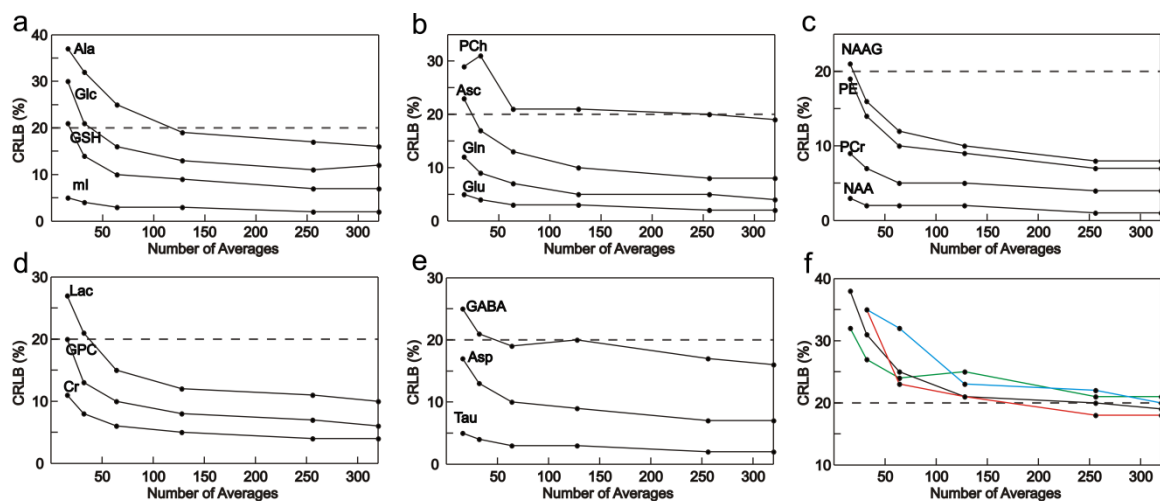 a
CRLB (%)
40
30
20
10
0
Ala
Glc
GSH
mI
50 100 150 200 250 300
Number of Averages
b
CRLB (%)
30
20
10
0
PCh
Asc
Gln
Glu
50 100 150 200 250 300
Number of Averages
c
CRLB (%)
20
10
0
NAAG
PE
PCr
NAA
50 100 150 200 250 300
Number of Averages
d
CRLB (%)
30
20
10
0
Lac
GPC
Cr
50 100 150 200 250 300
Number of Averages
e
CRLB (%)
30
20
10
0
GABA
Asp
Tau
50 100 150 200 250 300
Number of Averages
f
CRLB (%)
40
30
20
10
50 100 150 200 250 300
Number of Averages